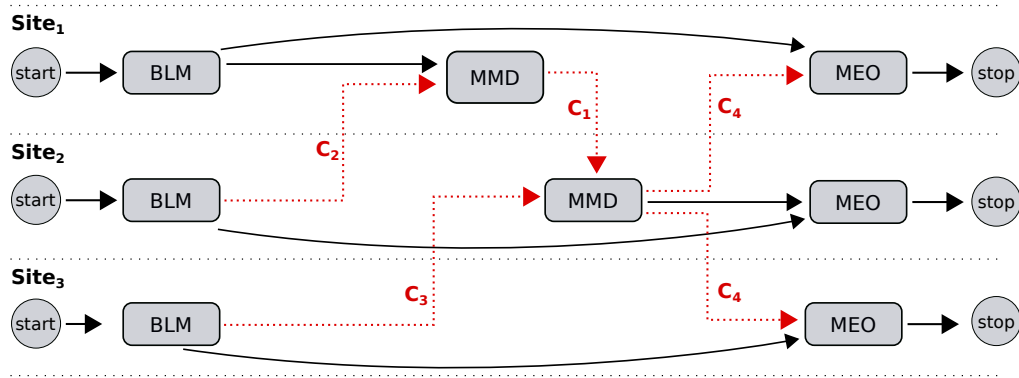 Site₁
start BLM MMD MEO stop
C₁ C₄
Site₂
C₂
start BLM MMD MEO stop
Site₃
C₃ C₄
start BLM MEO stop